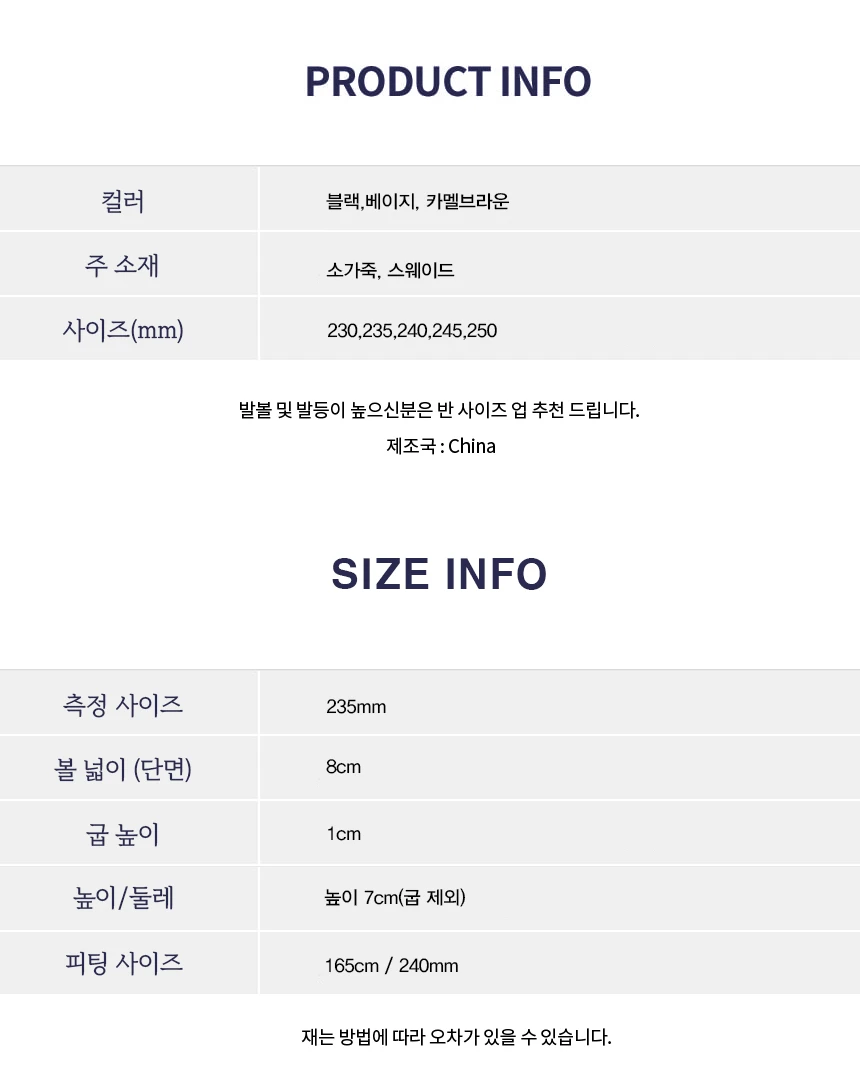 PRODUCT INFO
컬러 블랙,베이지, 카멜브라운
주 소재 소가죽, 스웨이드
사이즈(mm) 230,235,240,245,250
발볼 및 발등이 높으신분은 반 사이즈 업 추천 드립니다.
제조국 : China
SIZE INFO
측정 사이즈 235mm
볼 넓이 (단면) 8cm
굽 높이 1cm
높이/둘레 높이 7cm(굽 제외)
피팅 사이즈 165cm / 240mm
재는 방법에 따라 오차가 있을 수 있습니다.